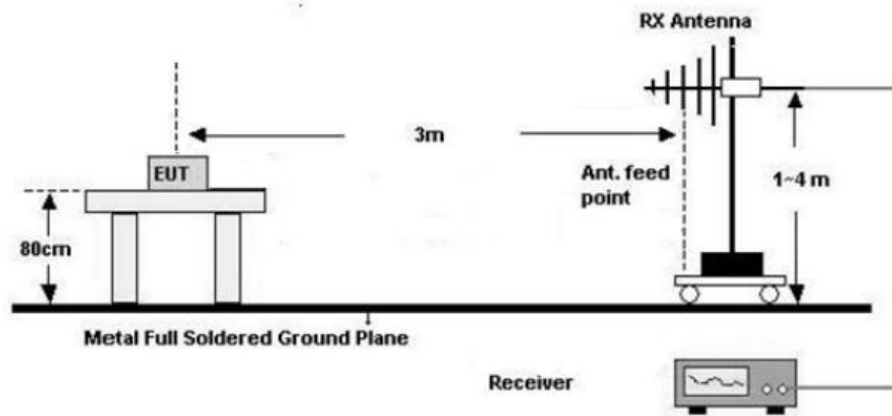 RX Antenna
3m
EUT
Ant. feed
point
1~4 m
80cm
Metal Full Soldered Ground Plane
Receiver